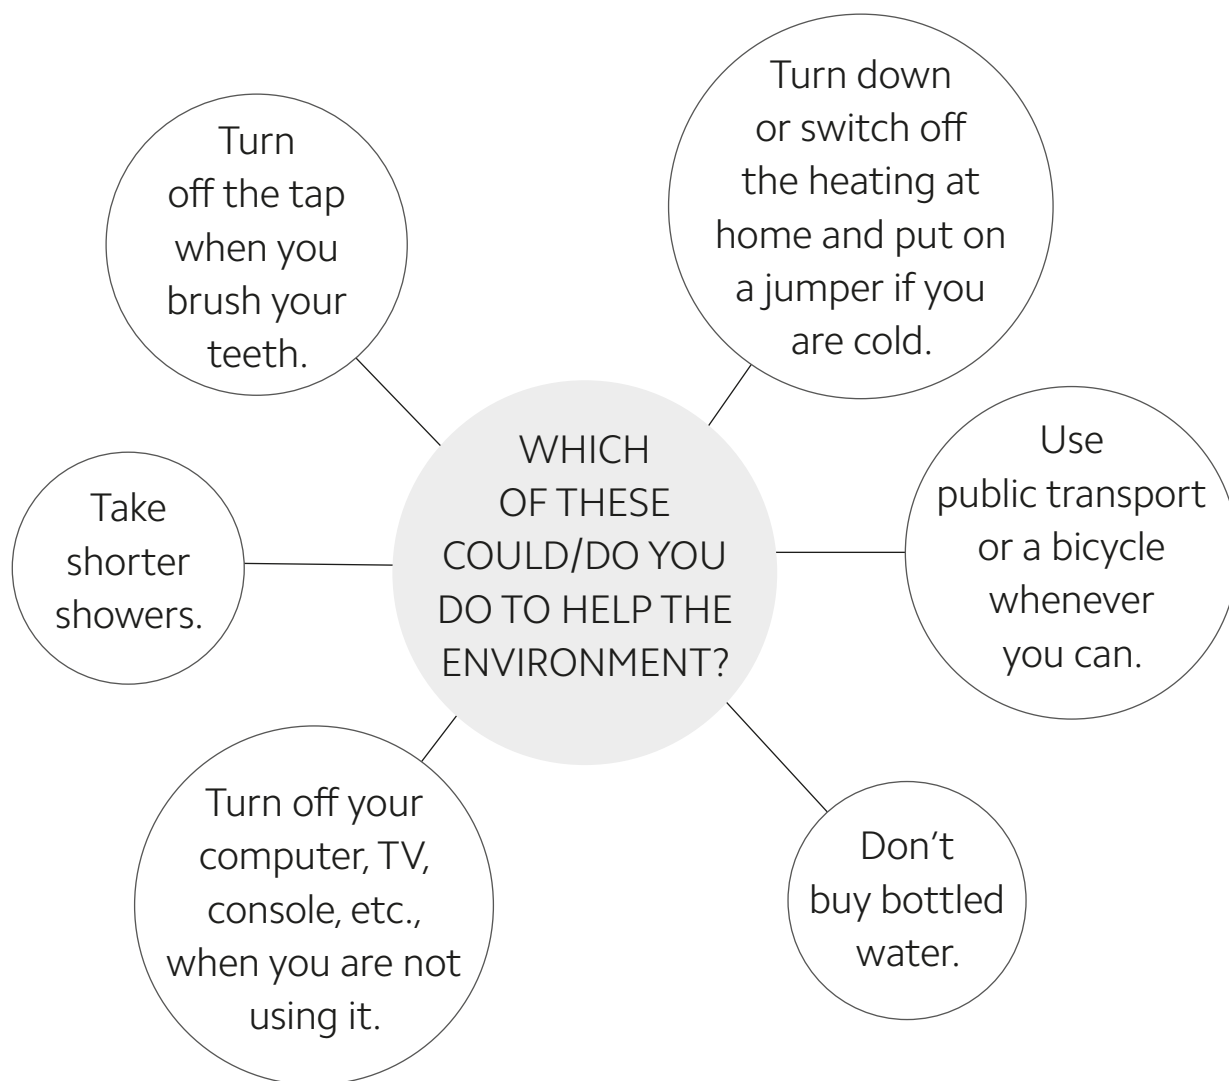 Turn
off the tap
when you
brush your
teeth.
Turn down
or switch off
the heating at
home and put on
a jumper if you
are cold.
Take
shorter
showers.
WHICH
OF THESE
COULD/DO YOU
DO TO HELP THE
ENVIRONMENT?
Use
public transport
or a bicycle
whenever
you can.
Turn off your
computer, TV,
console, etc.,
when you are not
using it.
Don't
buy bottled
water.